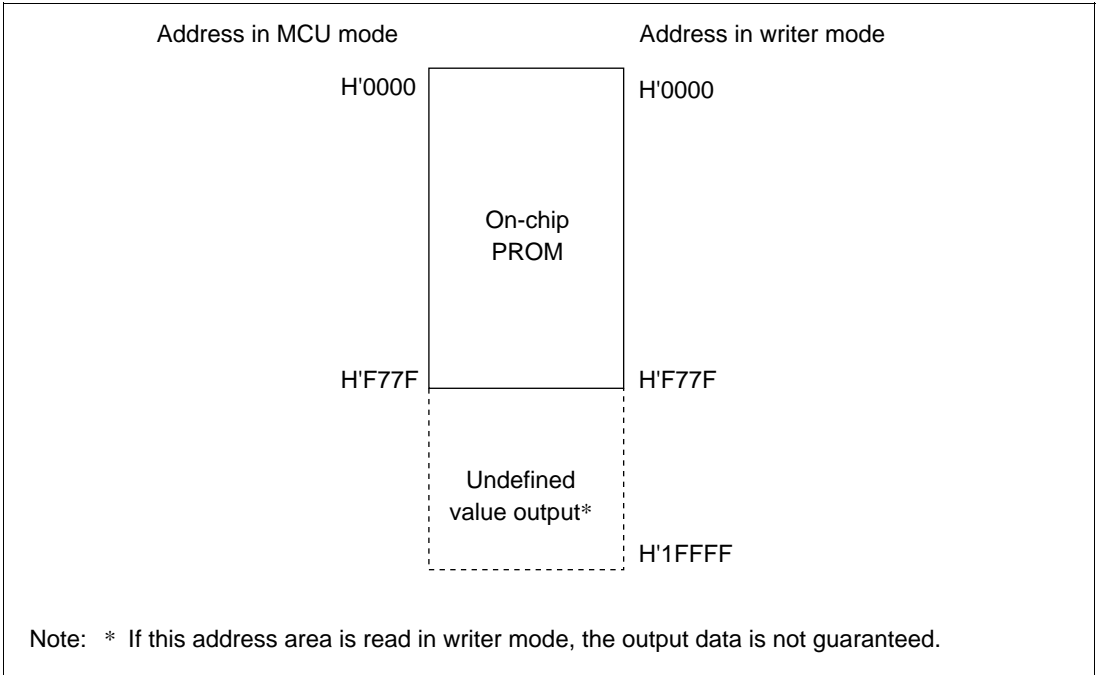 Address in MCU mode
Address in writer mode
H'0000
H'0000
On-chip
PROM
H'F77F
H'F77F
Undefined
value output*
H'1FFFF
Note: * If this address area is read in writer mode, the output data is not guaranteed.